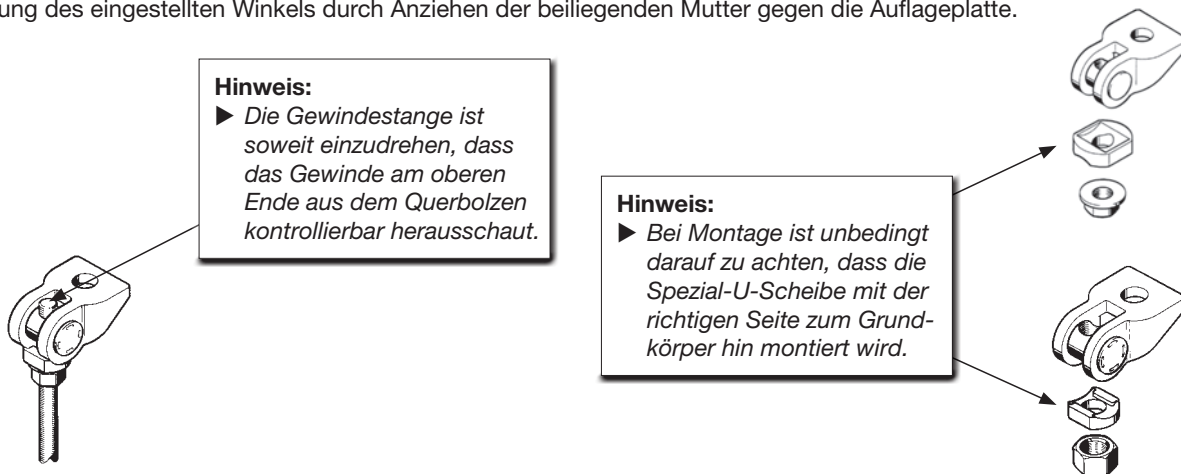 ung des eingestellten Winkels durch Anziehen der beiliegenden Mutter gegen die Auflageplatte.
Hinweis:
▶ Die Gewindestange ist
soweit einzudrehen, dass
das Gewinde am oberen
Ende aus dem Querbolzen
kontrollierbar herausschaut.
Hinweis:
▶ Bei Montage ist unbedingt
darauf zu achten, dass die
Spezial-U-Scheibe mit der
richtigen Seite zum Grund-
körper hin montiert wird.